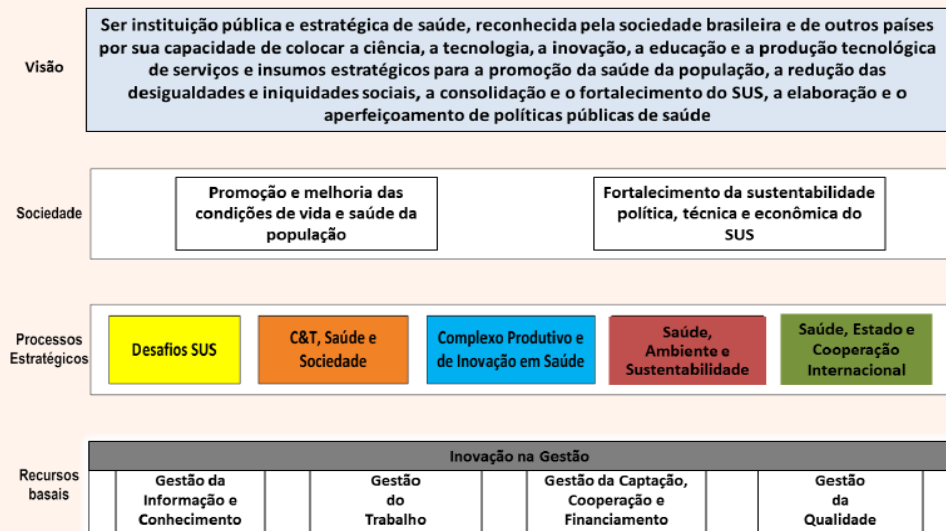 Visão
Ser instituição pública e estratégica de saúde, reconhecida pela sociedade brasileira e de outros países
por sua capacidade de colocar a ciência, a tecnologia, a inovação, a educação e a produção tecnológica
de serviços e insumos estratégicos para a promoção da saúde da população, a redução das
desigualdades e iniquidades sociais, a consolidação e o fortalecimento do SUS, a elaboração e o
aperfeiçoamento de políticas públicas de saúde
Sociedade
Promoção e melhoria das
condições de vida e saúde da
população
Fortalecimento da sustentabilidade
política, técnica e econômica do
SUS
Processos
Estratégicos
Desafios SUS
C&T, Saúde e
Sociedade
Complexo Produtivo e
de Inovação em Saúde
Saúde,
Ambiente e
Sustentabilidade
Saúde, Estado e
Cooperação
Internacional
Recursos
basais
Inovação na Gestão
Gestão da
Informação e
Conhecimento
Gestão
do
Trabalho
Gestão da Captação,
Cooperação e
Financiamento
Gestão
da
Qualidade